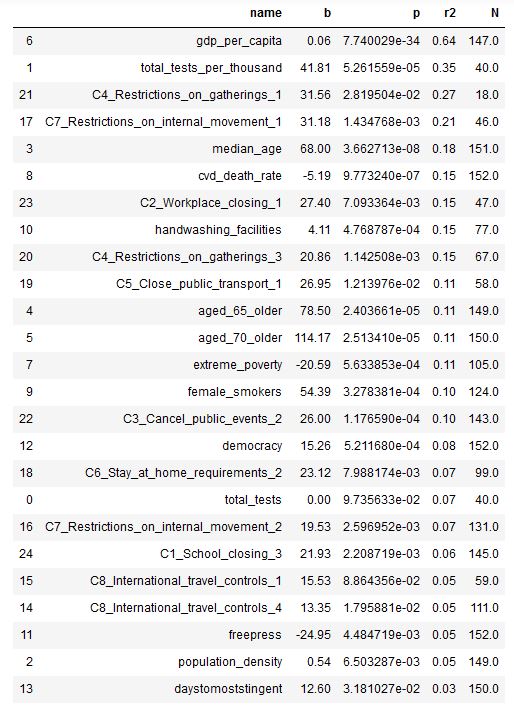 name b p r2 N
6 gdp_per_capita 0.06 7.740029e-34 0.64 147.0
1 total_tests_per_thousand 41.81 5.261559e-05 0.35 40.0
21 C4_Restrictions_on_gatherings_1 31.56 2.819504e-02 0.27 18.0
17 C7_Restrictions_on_internal_movement_1 31.18 1.434768e-03 0.21 46.0
3 median_age 68.00 3.662713e-08 0.18 151.0
8 cvd_death_rate -5.19 9.773240e-07 0.15 152.0
23 C2_Workplace_closing_1 27.40 7.093364e-03 0.15 47.0
10 handwashing_facilities 4.11 4.768787e-04 0.15 77.0
20 C4_Restrictions_on_gatherings_3 20.86 1.142508e-03 0.15 67.0
19 C5_Close_public_transport_1 26.95 1.213976e-02 0.11 58.0
4 aged_65_older 78.50 2.403661e-05 0.11 149.0
5 aged_70_older 114.17 2.513410e-05 0.11 150.0
7 extreme_poverty -20.59 5.633853e-04 0.11 105.0
9 female_smokers 54.39 3.278381e-04 0.10 124.0
22 C3_Cancel_public_events_2 26.00 1.176590e-04 0.10 143.0
12 democracy 15.26 5.211680e-04 0.08 152.0
18 C6_Stay_at_home_requirements_2 23.12 7.988174e-03 0.07 99.0
0 total_tests 0.00 9.735633e-02 0.07 40.0
16 C7_Restrictions_on_internal_movement_2 19.53 2.596952e-03 0.07 131.0
24 C1_School_closing_3 21.93 2.208719e-03 0.06 145.0
15 C8_International_travel_controls_1 15.53 8.864356e-02 0.05 59.0
14 C8_International_travel_controls_4 13.35 1.795881e-02 0.05 111.0
11 freepress -24.95 4.484719e-03 0.05 152.0
2 population_density 0.54 6.503287e-03 0.05 149.0
13 daystomoststingent 12.60 3.181027e-02 0.03 150.0